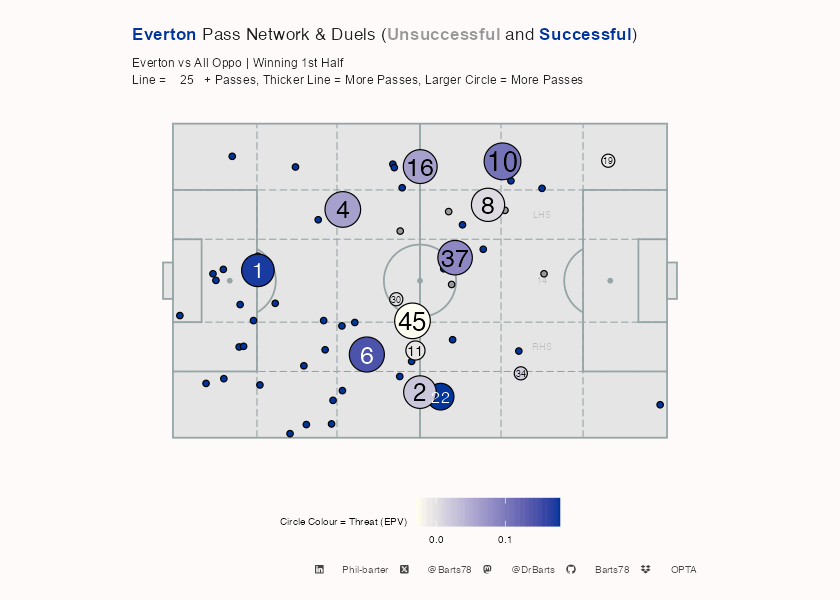 Everton Pass Network & Duels (Unsuccessful and Successful)
Everton vs All Oppo | Winning 1st Half
Line = 25 + Passes, Thicker Line = More Passes, Larger Circle = More Passes
16
10
19
4
8
LHS
37
1
14
30
45
11
6
RHS
34
2
22
Circle Colour = Threat (EPV)
0.0 0.1
Phil-barter @Barts78 @DrBarts Barts78 OPTA